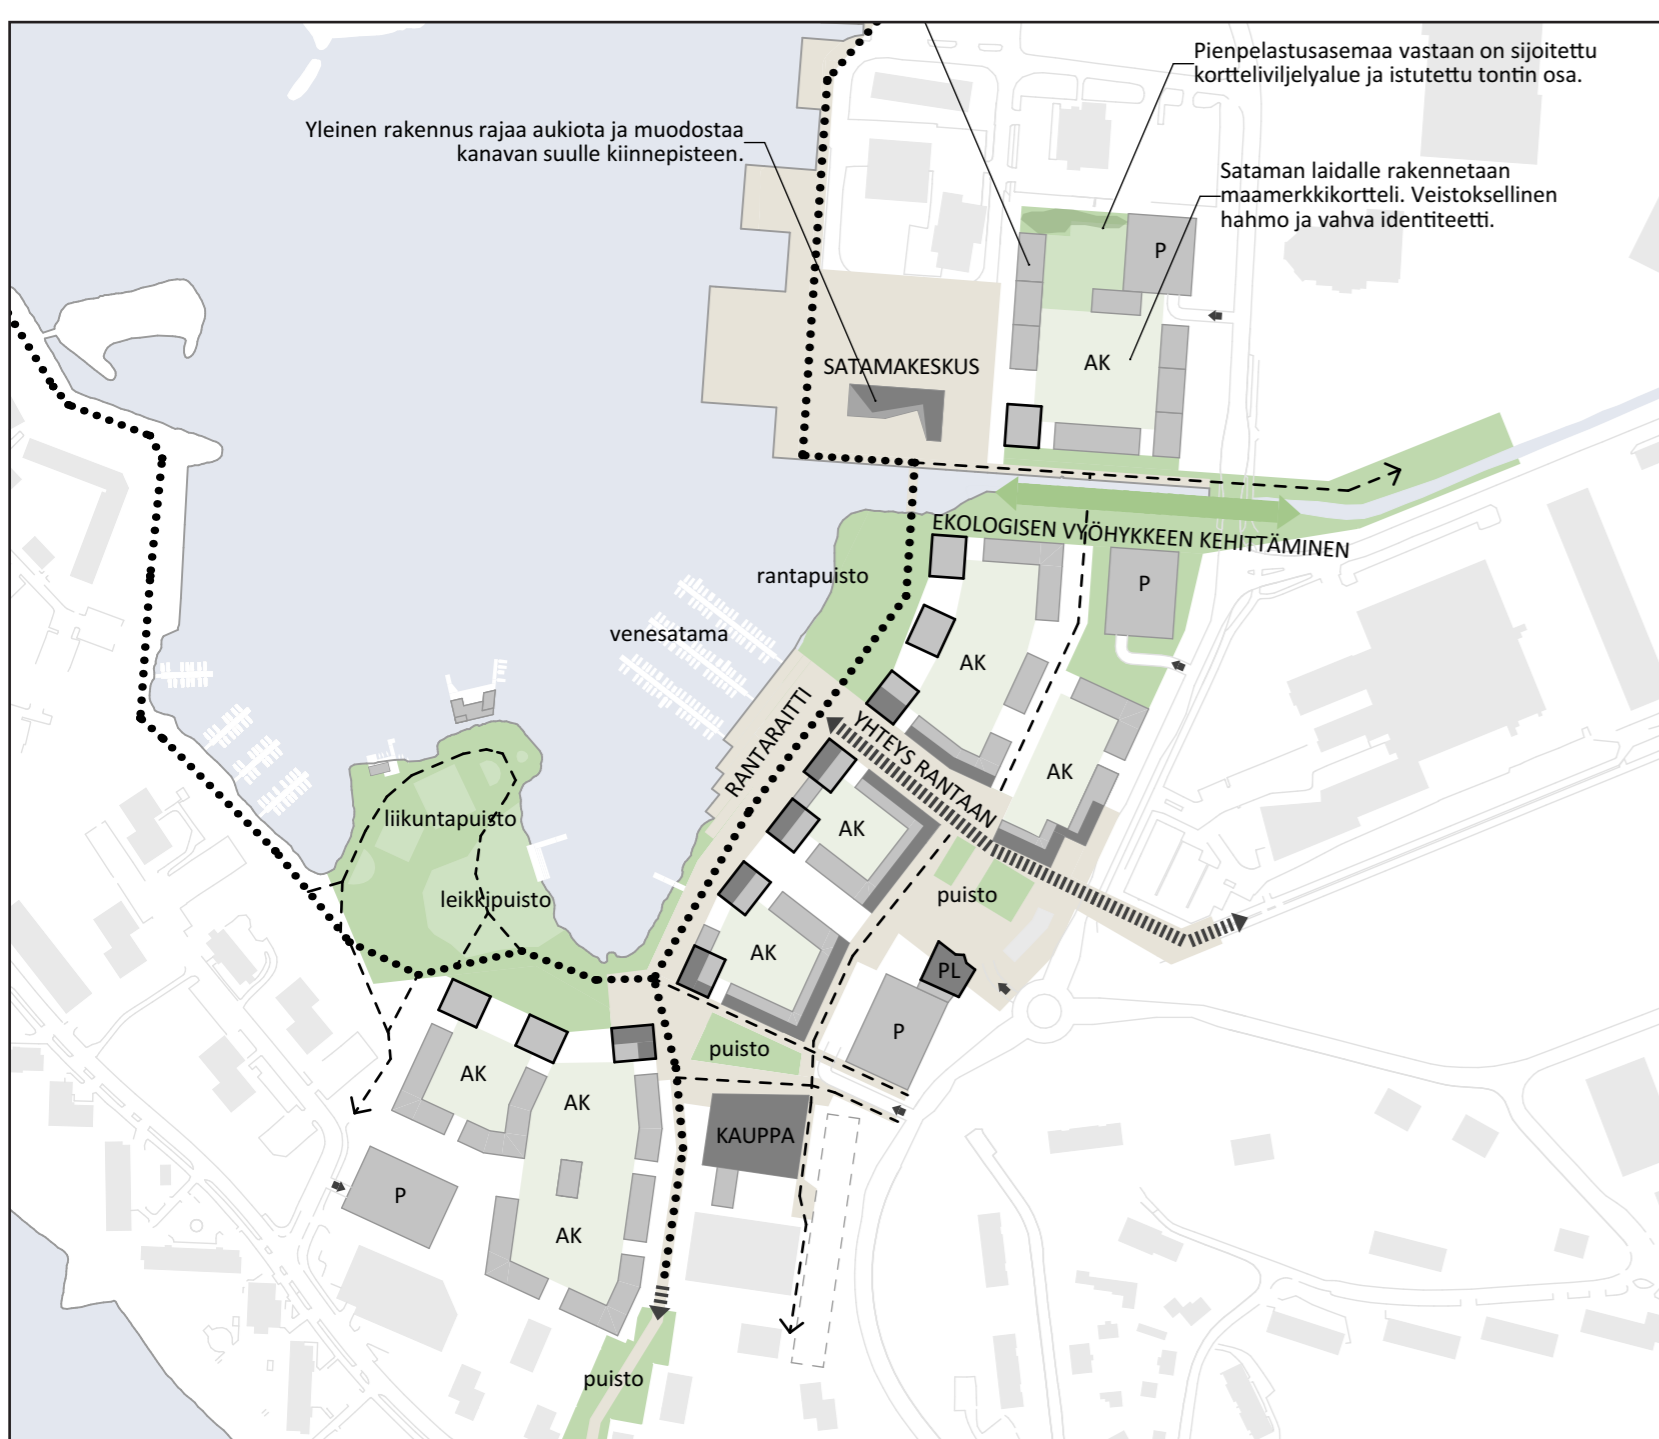 Pienpelastusasemaa vastaan on sijoitettu
kortteliviljelyalue ja istutettu tontin osa.
Yleinen rakennus rajaa aukiota ja muodostaa
kanavan suulle kiinnepisteen.
Sataman laidalle rakennetaan
maamerkkikortteli. Veistoksellinen
hahmo ja vahva identiteetti.
P
SATAMAKESKUS
AK
EKOLOGISEN VYÖHYKKEEN KEHITTÄMINEN
rantapuisto
P
venesatama
AK
RANTARAITTI
YHTEYS RANTAAN
AK
liikuntapuisto
AK
leikkipuisto
puisto
AK
PL
P
puisto
AK
AK
KAUPPA
P
AK
puisto